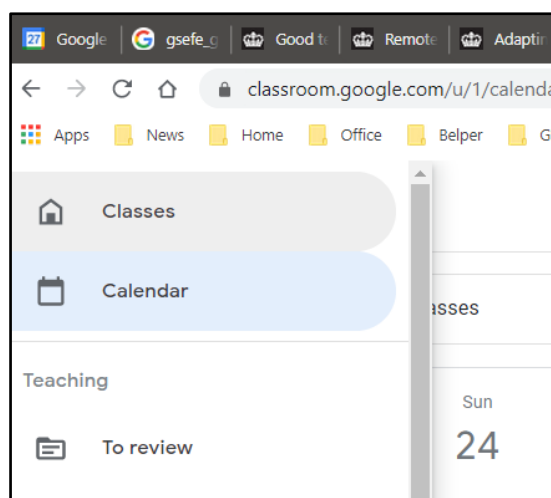 27 Google G gsefe_g Good te Remote Adaptin
classroom.google.com/u/1/calenda
Apps News Home Office Belper G
Classes
Calendar
asses
Teaching
Sun
24
To review